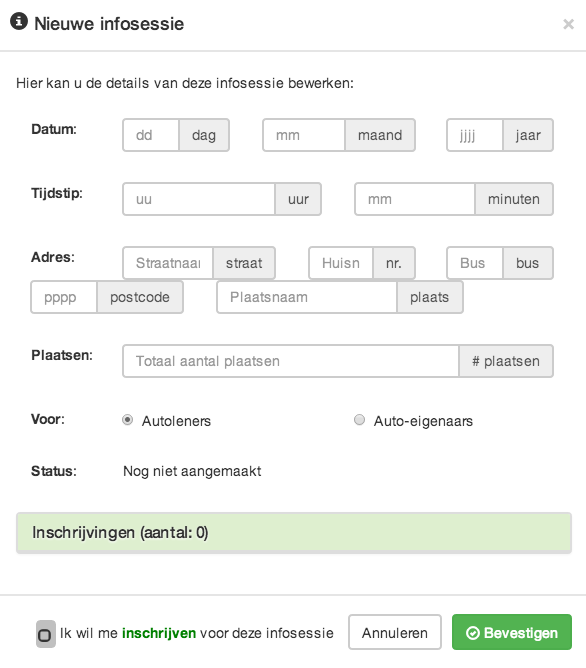 Nieuwe infosessie ×
Hier kan u de details van deze infosessie bewerken:
Datum: dd dag mm maand jjjj jaar
Tijdstip: uu uur mm minuten
Adres: Straatnaar straat Huisn nr. Bus bus
pppp postcode Plaatsnaam plaats
Plaatsen: Totaal aantal plaatsen # plaatsen
Voor: Autoleners Auto-eigenaars
Status: Nog niet aangemaakt
Inschrijvingen (aantal: 0)
Ik wil me inschrijven voor deze infosessie Annuleren Bevestigen